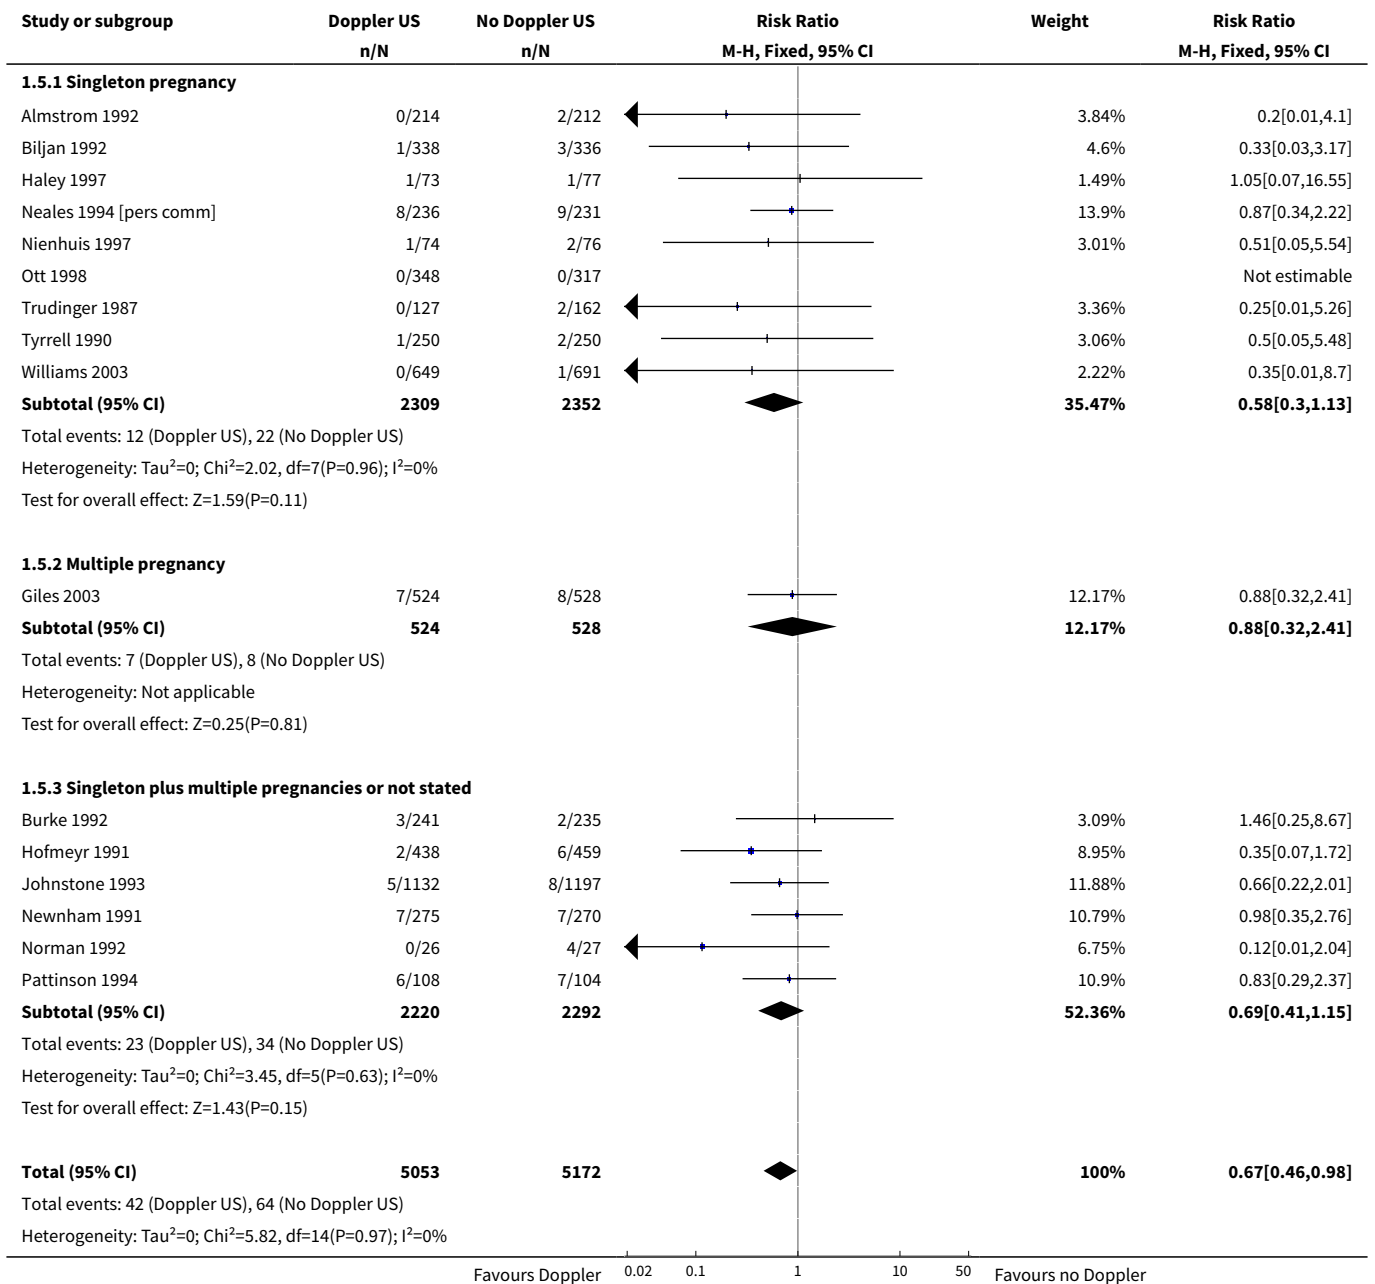 Study or subgroup Doppler US No Doppler US Risk Ratio Weight Risk Ratio
n/N n/N M-H, Fixed, 95% CI M-H, Fixed, 95% CI
1.5.1 Singleton pregnancy
Almstrom 1992 0/214 2/212 3.84% 0.2[0.01,4.1]
Biljan 1992 1/338 3/336 4.6% 0.33[0.03,3.17]
Haley 1997 1/73 1/77 1.49% 1.05[0.07,16.55]
Neales 1994 [pers comm] 8/236 9/231 13.9% 0.87[0.34,2.22]
Nienhuis 1997 1/74 2/76 3.01% 0.51[0.05,5.54]
Ott 1998 0/348 0/317 Not estimable
Trudinger 1987 0/127 2/162 3.36% 0.25[0.01,5.26]
Tyrrell 1990 1/250 2/250 3.06% 0.5[0.05,5.48]
Williams 2003 0/649 1/691 2.22% 0.35[0.01,8.7]
Subtotal (95% CI) 2309 2352 35.47% 0.58[0.3,1.13]
Total events: 12 (Doppler US), 22 (No Doppler US)
Heterogeneity: Tau²=0; Chi²=2.02, df=7(P=0.96); I²=0%
Test for overall effect: Z=1.59(P=0.11)
1.5.2 Multiple pregnancy
Giles 2003 7/524 8/528 12.17% 0.88[0.32,2.41]
Subtotal (95% CI) 524 528 12.17% 0.88[0.32,2.41]
Total events: 7 (Doppler US), 8 (No Doppler US)
Heterogeneity: Not applicable
Test for overall effect: Z=0.25(P=0.81)
1.5.3 Singleton plus multiple pregnancies or not stated
Burke 1992 3/241 2/235 3.09% 1.46[0.25,8.67]
Hofmeyr 1991 2/438 6/459 8.95% 0.35[0.07,1.72]
Johnstone 1993 5/1132 8/1197 11.88% 0.66[0.22,2.01]
Newnham 1991 7/275 7/270 10.79% 0.98[0.35,2.76]
Norman 1992 0/26 4/27 6.75% 0.12[0.01,2.04]
Pattinson 1994 6/108 7/104 10.9% 0.83[0.29,2.37]
Subtotal (95% CI) 2220 2292 52.36% 0.69[0.41,1.15]
Total events: 23 (Doppler US), 34 (No Doppler US)
Heterogeneity: Tau²=0; Chi²=3.45, df=5(P=0.63); I²=0%
Test for overall effect: Z=1.43(P=0.15)
Total (95% CI) 5053 5172 100% 0.67[0.46,0.98]
Total events: 42 (Doppler US), 64 (No Doppler US)
Heterogeneity: Tau²=0; Chi²=5.82, df=14(P=0.97); I²=0%
Favours Doppler 0.02 0.1 1 10 50 Favours no Doppler